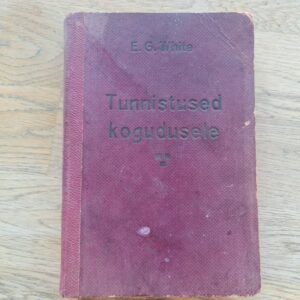 E. G. White
Tunnistused
kogudusele